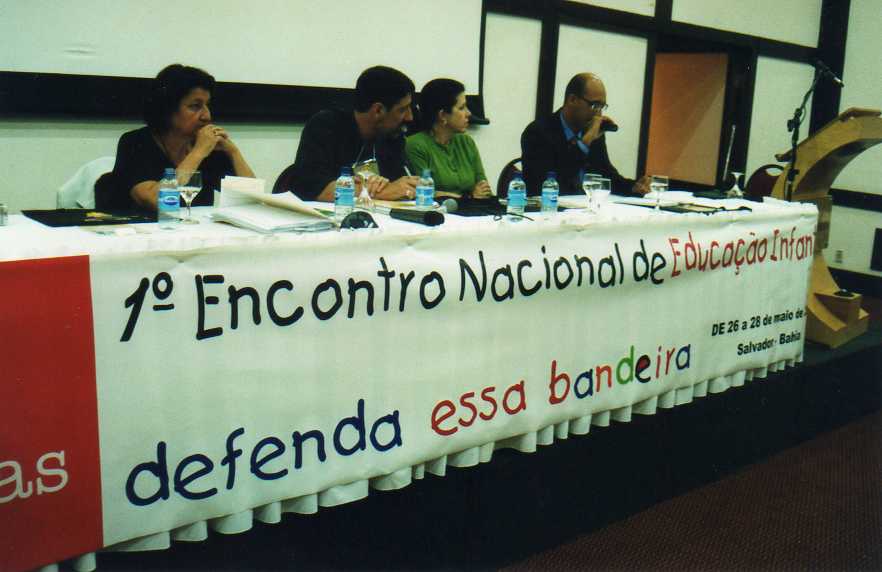 1º Encontro Nacional de Educação Infan
DE 26 a 28 de maio de
Salvador - Bahia
defenda essa bandeira
as